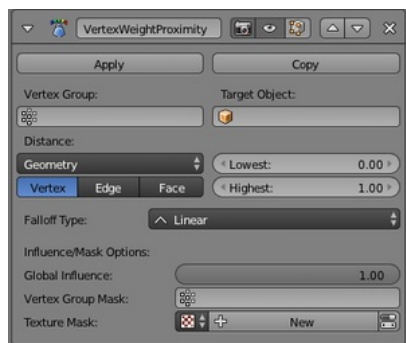 VertexWeightProximity
Apply Copy
Vertex Group: Target Object:
Distance:
Geometry Lowest: 0.00
Vertex Edge Face Highest: 1.00
Falloff Type: Linear
Influence/Mask Options:
Global Influence: 1.00
Vertex Group Mask:
Texture Mask: New